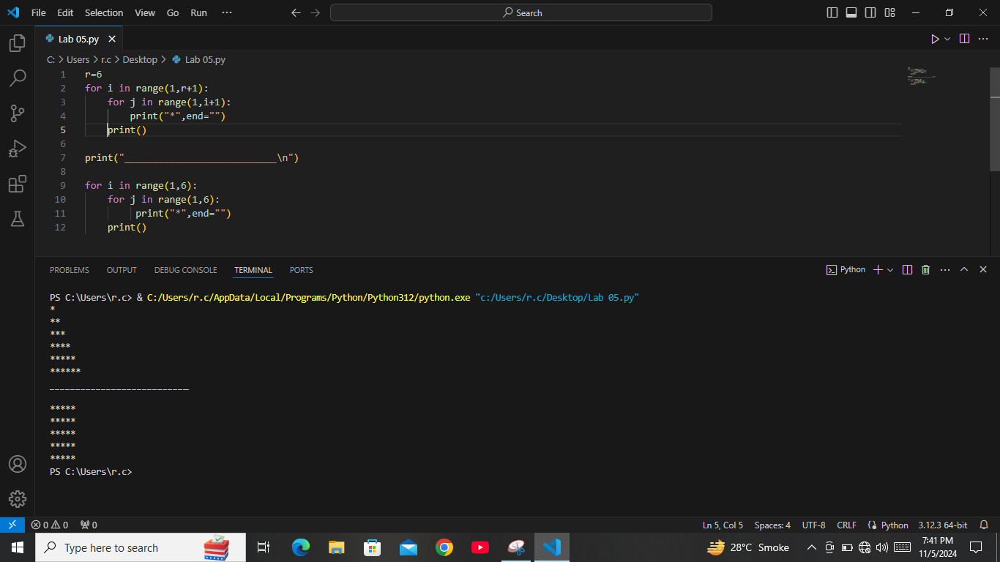 File Edit Selection View Go Run ··· Search
Lab 05.py
C: > Users > r.c > Desktop > Lab 05.py
1 r=6
2 for i in range(1,r+1):
3     for j in range(1,i+1):
4         print("*",end="")
5     print()
6
7 print("___________________________\n")
8
9 for i in range(1,6):
10     for j in range(1,6):
11          print("*",end="")
12     print()
PROBLEMS OUTPUT DEBUG CONSOLE TERMINAL PORTS Python
PS C:\Users\r.c> & C:/Users/r.c/AppData/Local/Programs/Python/Python312/python.exe "c:/Users/r.c/Desktop/Lab 05.py"
*
**
***
****
*****
******
___________________________
*****
*****
*****
*****
*****
PS C:\Users\r.c>
0 0 0 Ln 5, Col 5 Spaces: 4 UTF-8 CRLF Python 3.12.3 64-bit
Type here to search 28°C Smoke 7:41 PM
11/5/2024